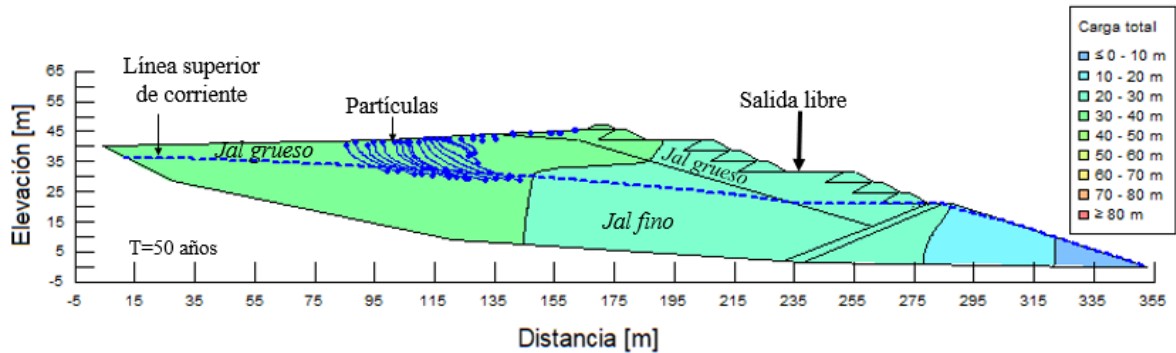 Carga total
≤ 0 - 10 m
10 - 20 m
20 - 30 m
30 - 40 m
40 - 50 m
50 - 60 m
60 - 70 m
70 - 80 m
≥ 80 m
Línea superior
de corriente
Partículas
Salida libre
Jal grueso
Jal grueso
Jal fino
T=50 años
Elevación [m]
65
55
45
35
25
15
5
-5
-5 15 35 55 75 95 115 135 155 175 195 215 235 255 275 295 315 335 355
Distancia [m]